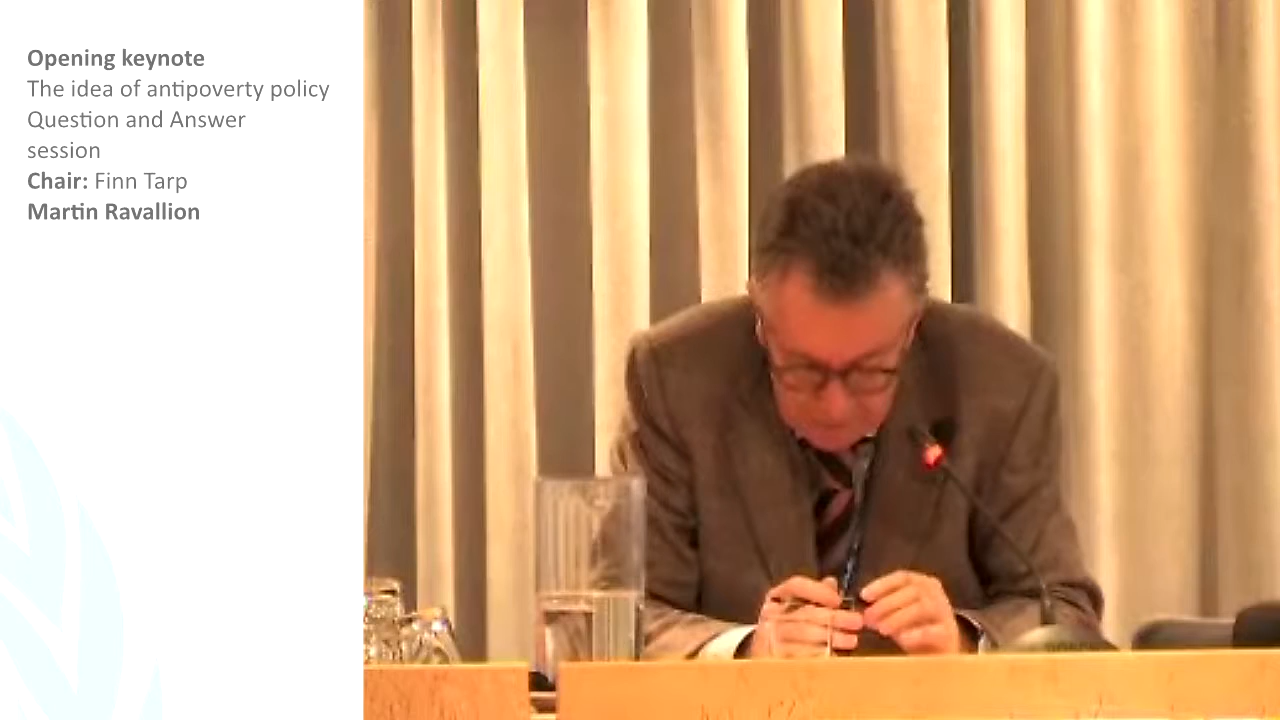 Opening keynote
The idea of antipoverty policy
Question and Answer
session
Chair: Finn Tarp
Martin Ravallion